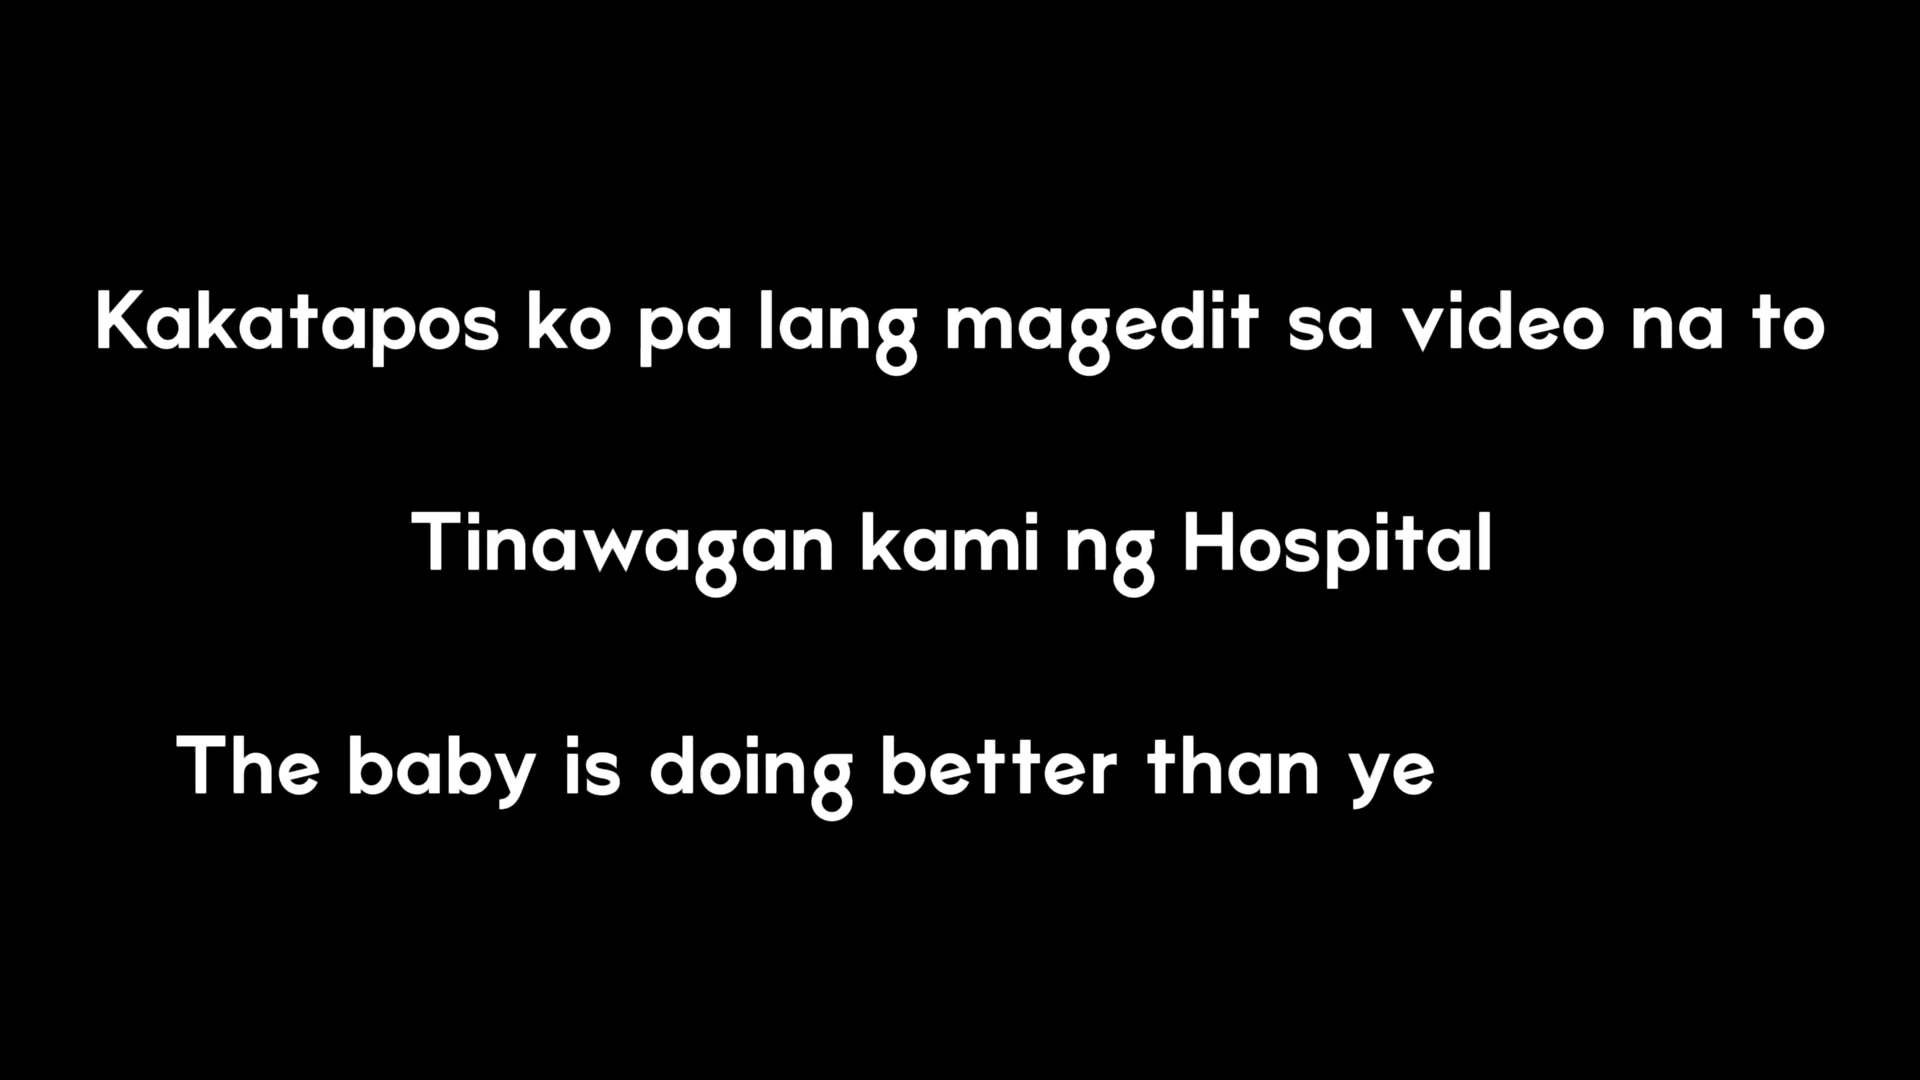 Kakatapos ko pa lang magedit sa video na to
Tinawagan kami ng Hospital
The baby is doing better than ye